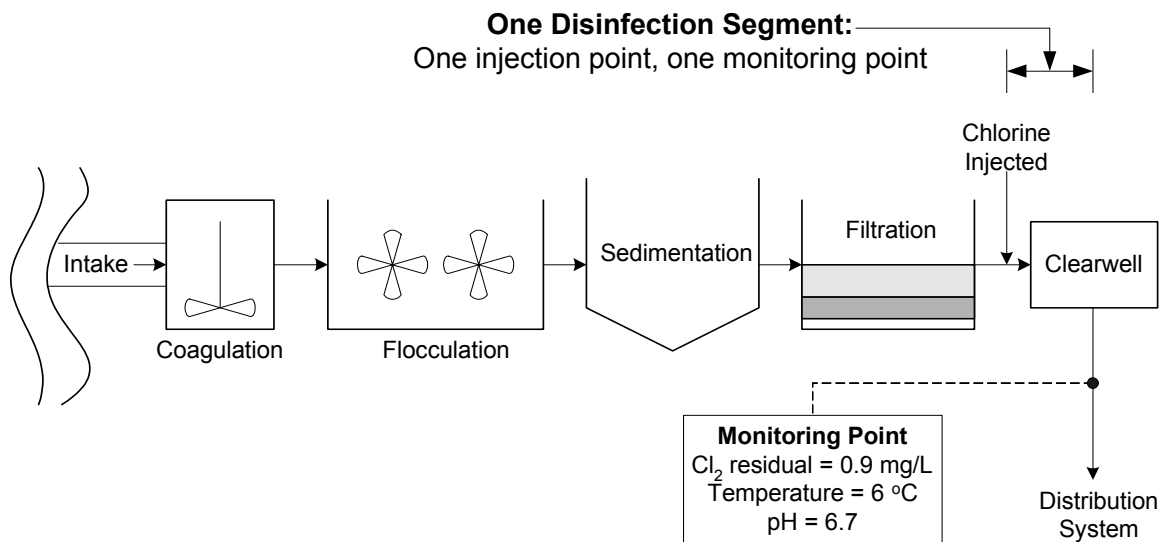 One Disinfection Segment:
One injection point, one monitoring point
Chlorine
Injected
Intake
Coagulation
Flocculation
Sedimentation
Filtration
Clearwell
Monitoring Point
Cl₂ residual = 0.9 mg/L
Temperature = 6 ºC
pH = 6.7
Distribution
System